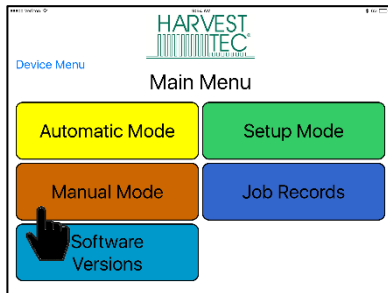 HARVEST
TEC
Device Menu
Main Menu
Automatic Mode
Setup Mode
Manual Mode
Job Records
Software
Versions